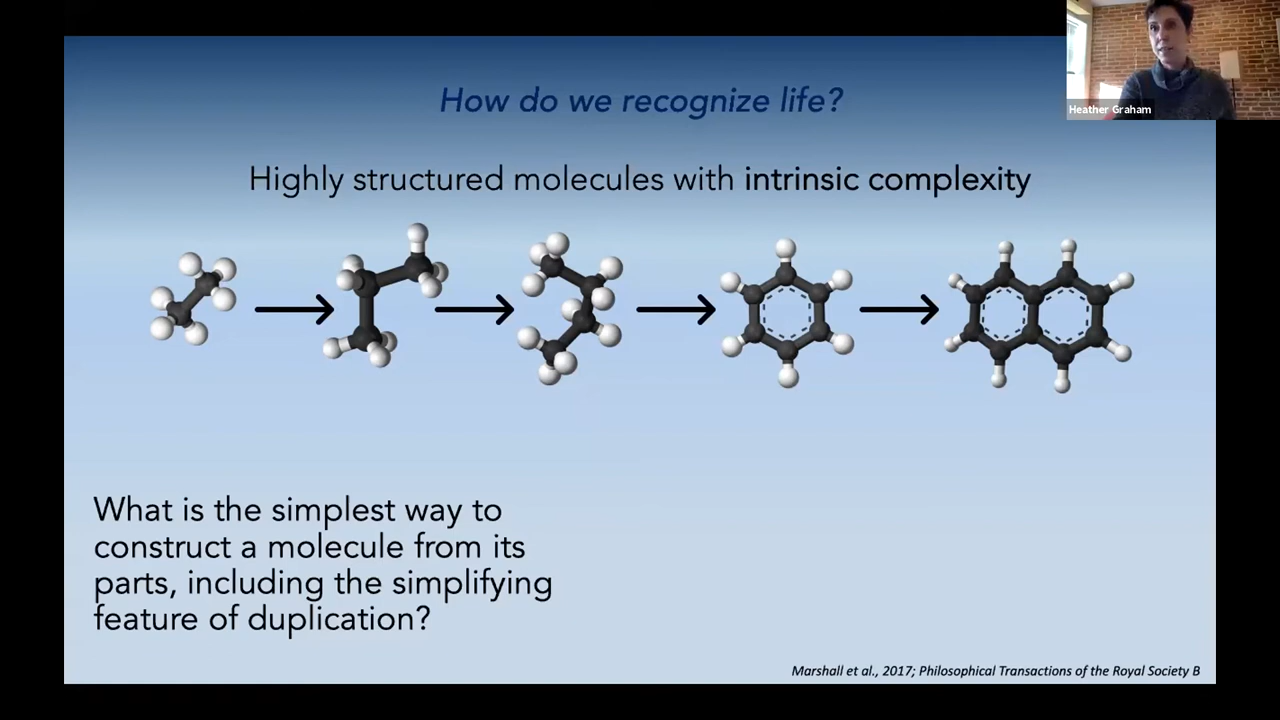 How do we recognize life?
Heather Graham
Highly structured molecules with intrinsic complexity
What is the simplest way to
construct a molecule from its
parts, including the simplifying
feature of duplication?
Marshall et al., 2017; Philosophical Transactions of the Royal Society B